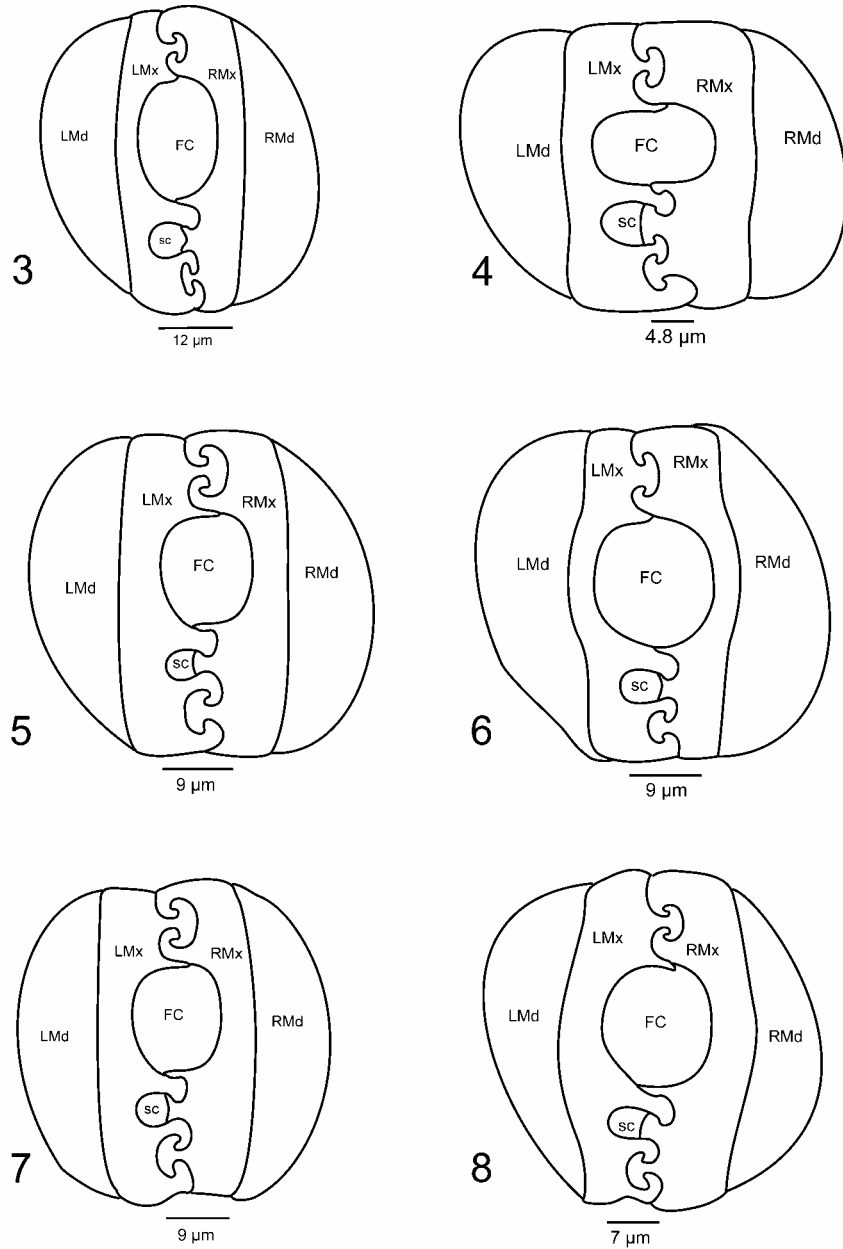 LMx
RMx
LMd
FC
RMd
sc
3
12 µm
LMx
RMx
LMd
FC
RMd
sc
4
4.8 µm
LMx
RMx
LMd
FC
RMd
sc
5
9 µm
LMx
RMx
LMd
FC
RMd
sc
6
9 µm
LMx
RMx
LMd
FC
RMd
sc
7
9 µm
LMx
RMx
LMd
FC
RMd
sc
8
7 µm